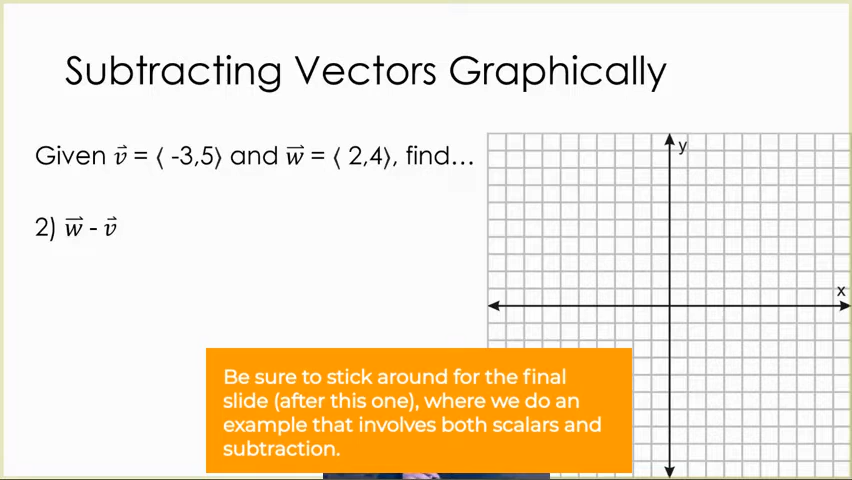 Subtracting Vectors Graphically
Given v⃗ = ⟨ -3,5⟩ and w⃗ = ⟨ 2,4⟩, find…
y
2) w⃗ - v⃗
x
Be sure to stick around for the final
slide (after this one), where we do an
example that involves both scalars and
subtraction.